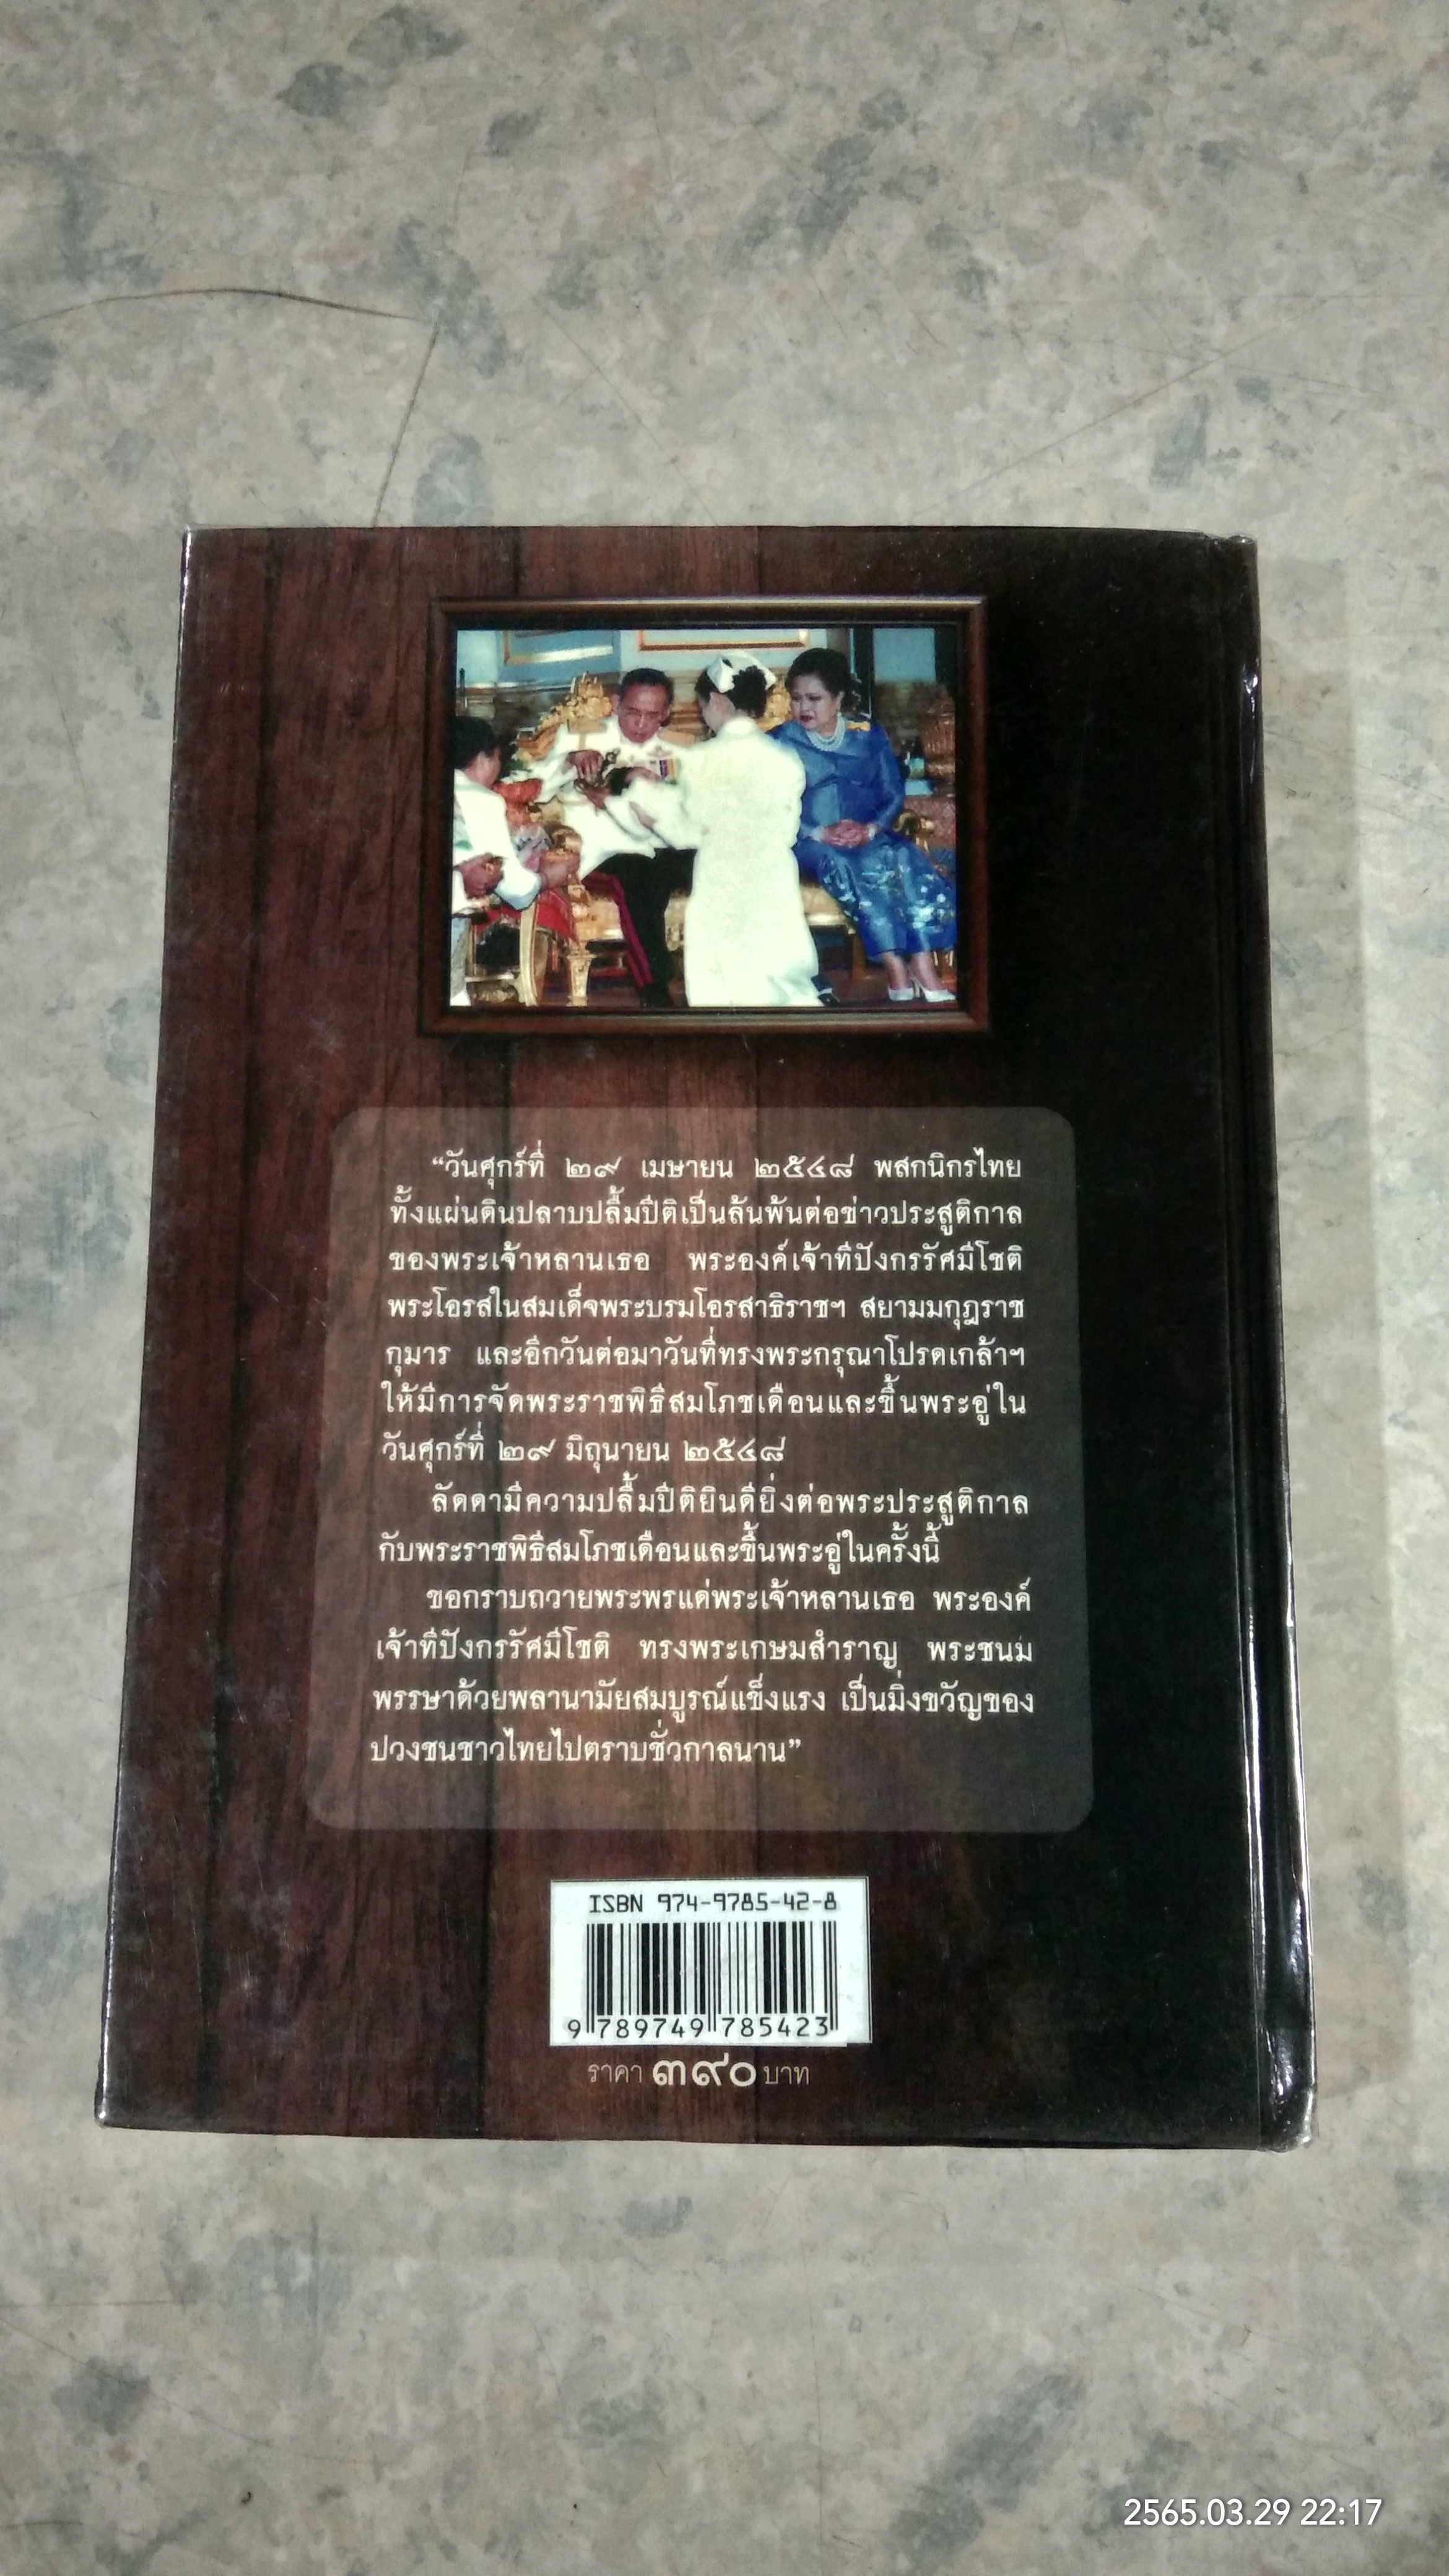 “วันศุกร์ที่ ๒๙ เมษายน ๒๕๔๘ พสกนิกรไทย
ทั้งแผ่นดินปลาบปลื้มปีติเป็นล้นพ้นต่อข่าวประสูติกาล
ของพระเจ้าหลานเธอ พระองค์เจ้าทีปังกรรัศมีโชติ
พระโอรสในสมเด็จพระบรมโอรสาธิราชฯ สยามมกุฎราช
กุมาร และอีกวันต่อมาวันที่ทรงพระกรุณาโปรดเกล้าฯ
ให้มีการจัดพระราชพิธีสมโภชเดือนและขึ้นพระอู่ใน
วันศุกร์ที่ ๒๙ มิถุนายน ๒๕๔๘
ลัดดามีความปลื้มปีติยินดียิ่งต่อพระประสูติกาล
กับพระราชพิธีสมโภชเดือนและขึ้นพระอู่ในครั้งนี้
ขอกราบถวายพระพรแด่พระเจ้าหลานเธอ พระองค์
เจ้าทีปังกรรัศมีโชติ ทรงพระเกษมสำราญ พระชนม
พรรษาด้วยพลานามัยสมบูรณ์แข็งแรง เป็นมิ่งขวัญของ
ปวงชนชาวไทยไปตราบชั่วกาลนาน”
ISBN 974-9785-42-8
9 789749 785423
ราคา ๓๙๐ บาท
2565.03.29 22:17